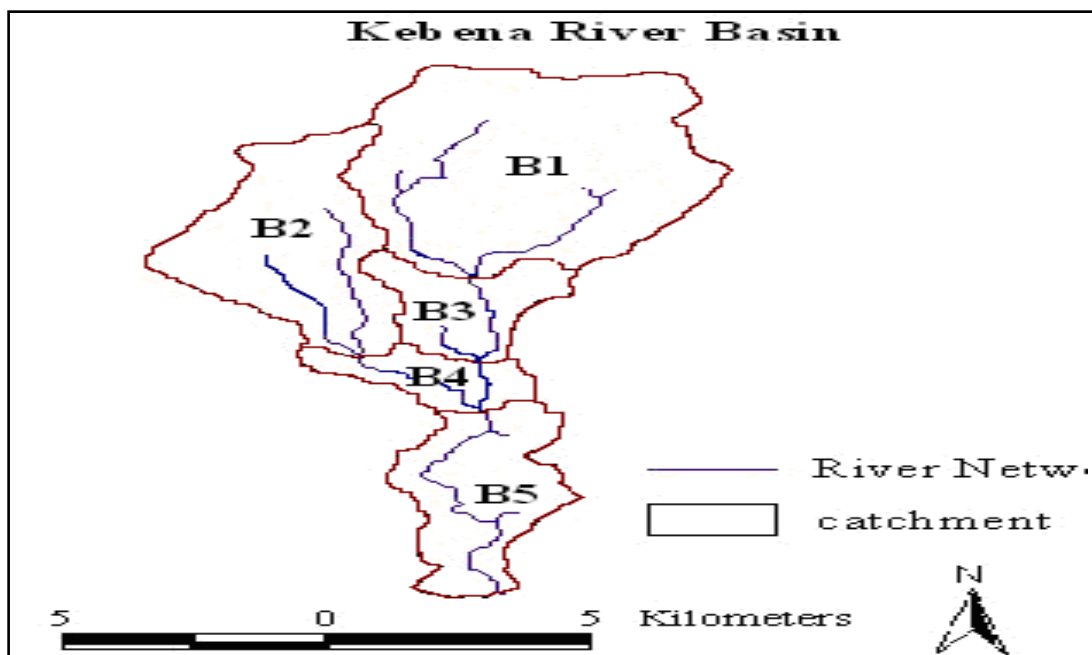 Kebena River Basin
B1
B2
B3
B4
B5
River Netw
catchment
N
5 0 5 Kilometers